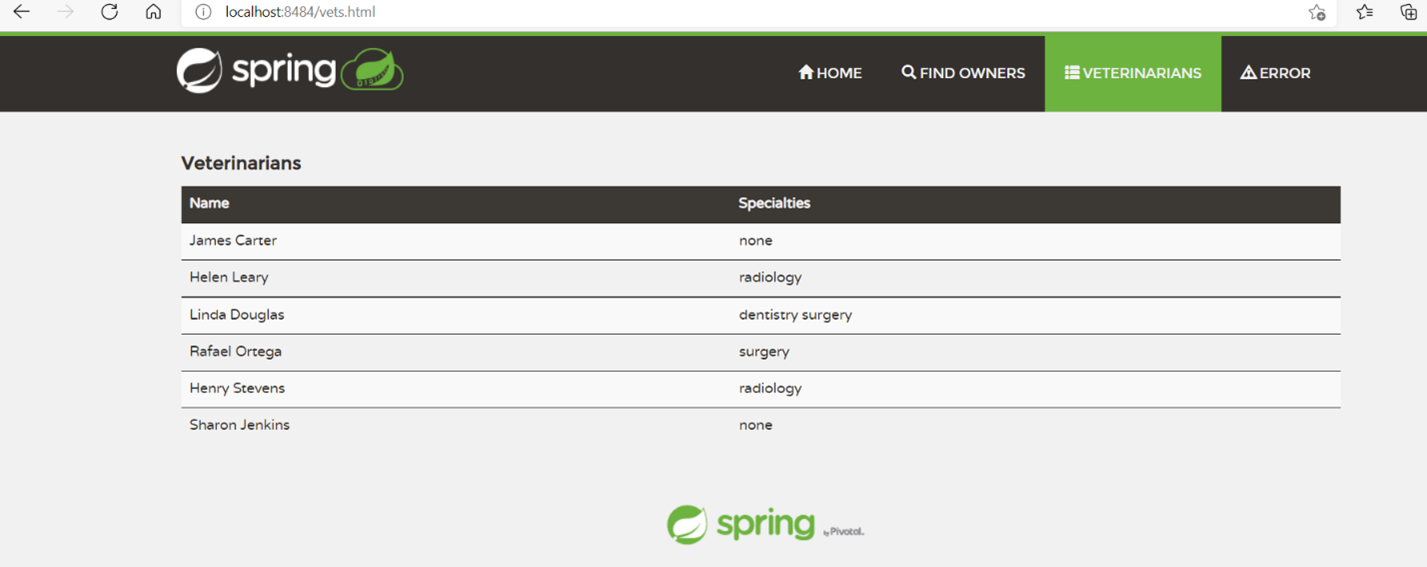 localhost:8484/vets.html
spring
HOME FIND OWNERS VETERINARIANS ERROR
Veterinarians
Name Specialties
James Carter none
Helen Leary radiology
Linda Douglas dentistry surgery
Rafael Ortega surgery
Henry Stevens radiology
Sharon Jenkins none
spring by Pivotal.